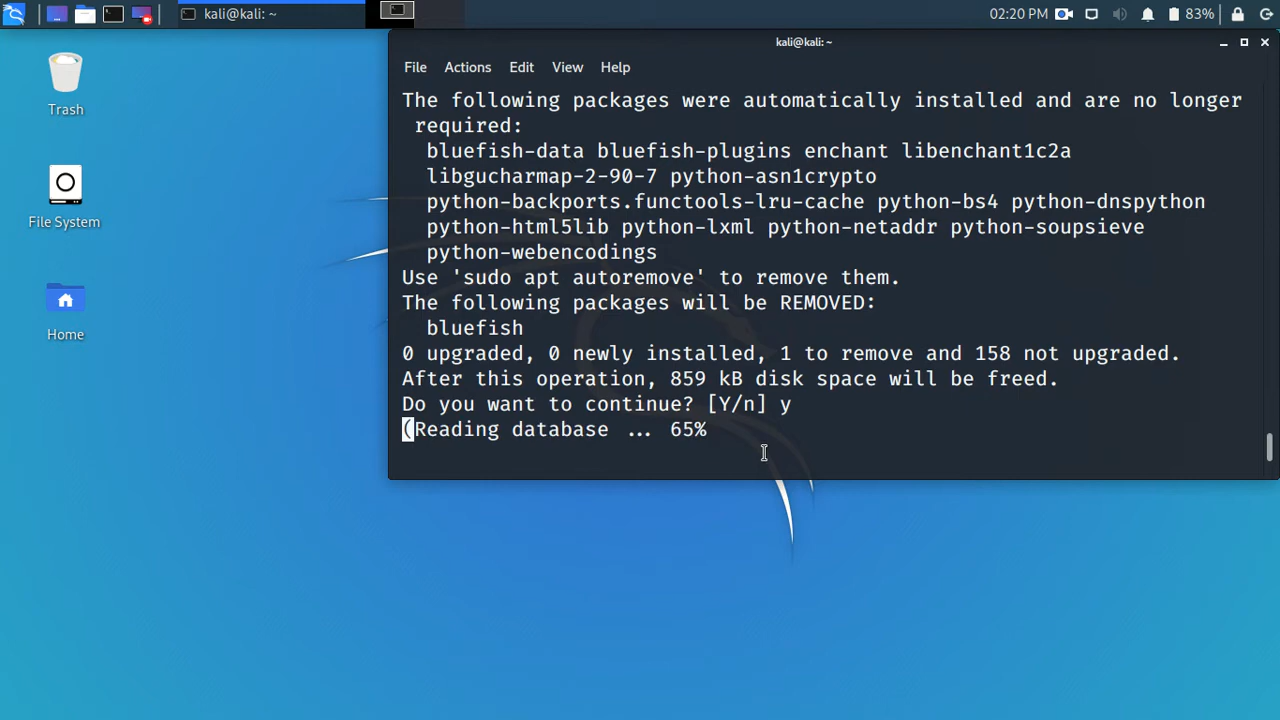 kali@kali: ~
02:20 PM
83%
Trash
File System
Home
kali@kali: ~
File Actions Edit View Help
The following packages were automatically installed and are no longer
required:
bluefish-data bluefish-plugins enchant libenchant1c2a
libgucharmap-2-90-7 python-asn1crypto
python-backports.functools-lru-cache python-bs4 python-dnspython
python-html5lib python-lxml python-netaddr python-soupsieve
python-webencodings
Use 'sudo apt autoremove' to remove them.
The following packages will be REMOVED:
bluefish
0 upgraded, 0 newly installed, 1 to remove and 158 not upgraded.
After this operation, 859 kB disk space will be freed.
Do you want to continue? [Y/n] y
(Reading database ... 65%